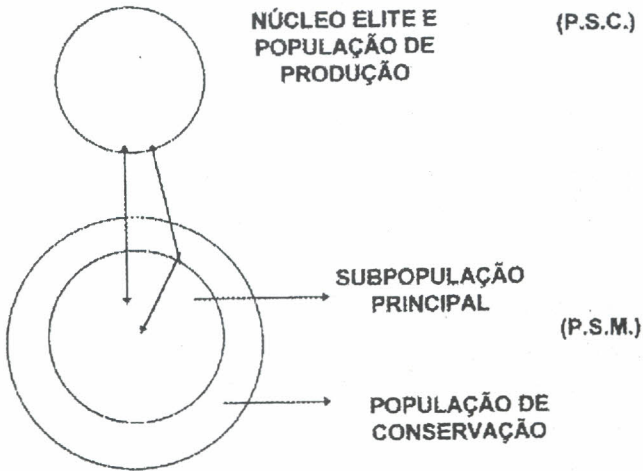 NÚCLEO ELITE E
POPULAÇÃO DE
PRODUÇÃO
(P.S.C.)
SUBPOPULAÇÃO
PRINCIPAL
(P.S.M.)
POPULAÇÃO DE
CONSERVAÇÃO